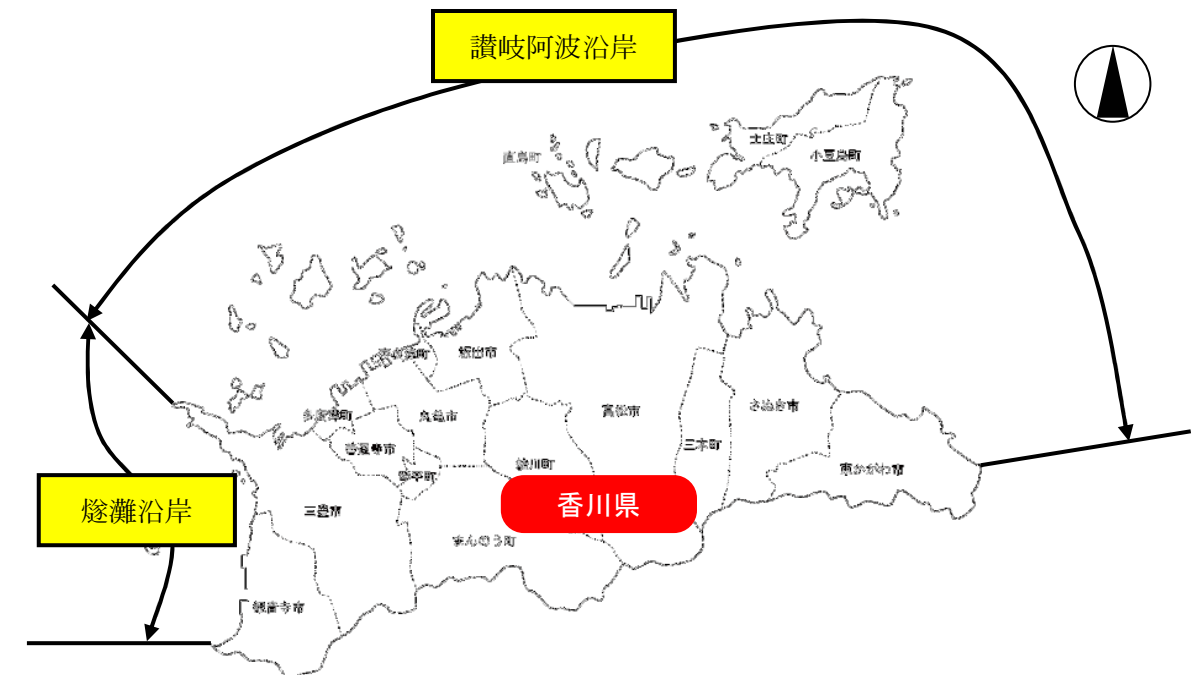 讃岐阿波沿岸
土庄町
直島町
小豆島町
宇多津町
坂出市
多度津町
丸亀市
高松市
さぬき市
善通寺市
三木町
琴平町
綾川町
東かがわ市
香川県
燧灘沿岸
三豊市
まんのう町
観音寺市